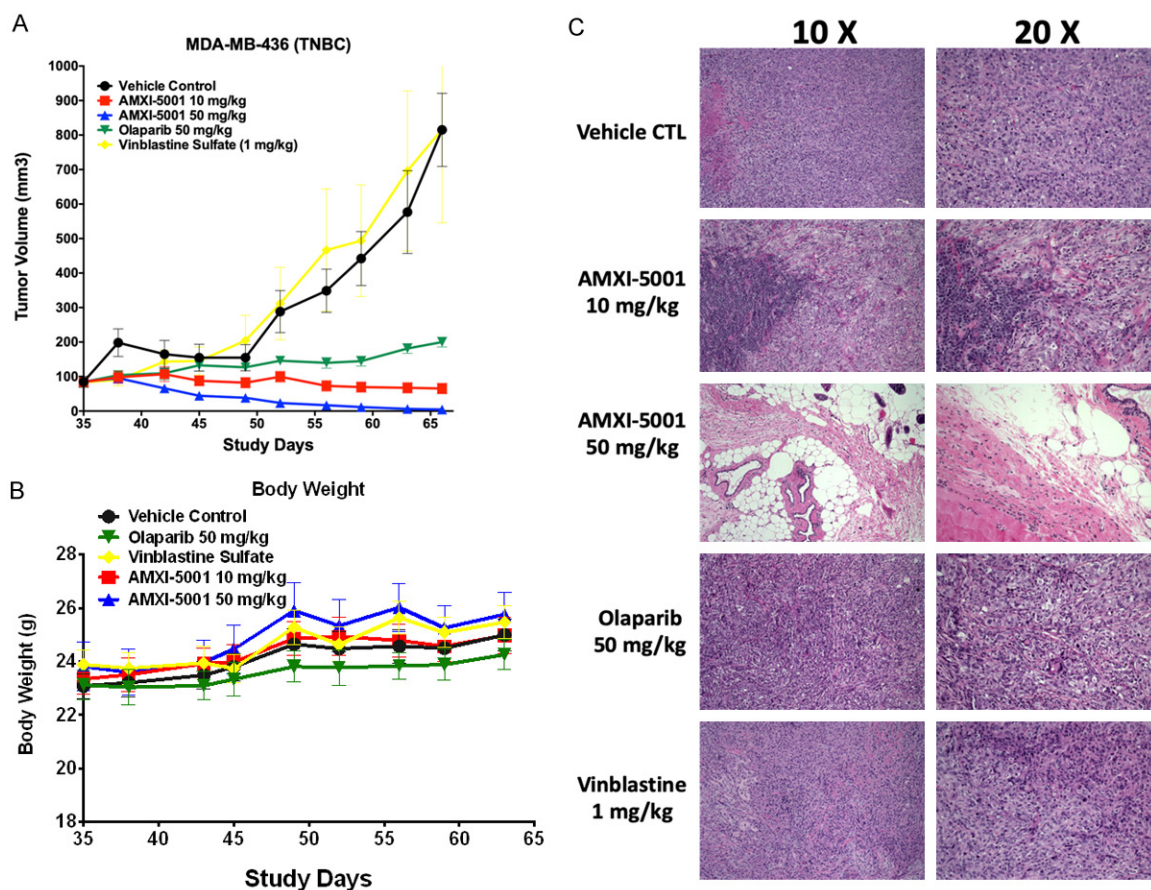 A
MDA-MB-436 (TNBC)
Vehicle Control
AMXI-5001 10 mg/kg
AMXI-5001 50 mg/kg
Olaparib 50 mg/kg
Vinblastine Sulfate (1 mg/kg)
Tumor Volume (mm3)
1000
900
800
700
600
500
400
300
200
100
0
35 40 45 50 55 60 65
Study Days
B
Body Weight
Vehicle Control
Olaparib 50 mg/kg
Vinblastine Sulfate
AMXI-5001 10 mg/kg
AMXI-5001 50 mg/kg
Body Weight (g)
28
26
24
22
20
18
35 40 45 50 55 60 65
Study Days
C
10 X 20 X
Vehicle CTL
AMXI-5001
10 mg/kg
AMXI-5001
50 mg/kg
Olaparib
50 mg/kg
Vinblastine
1 mg/kg